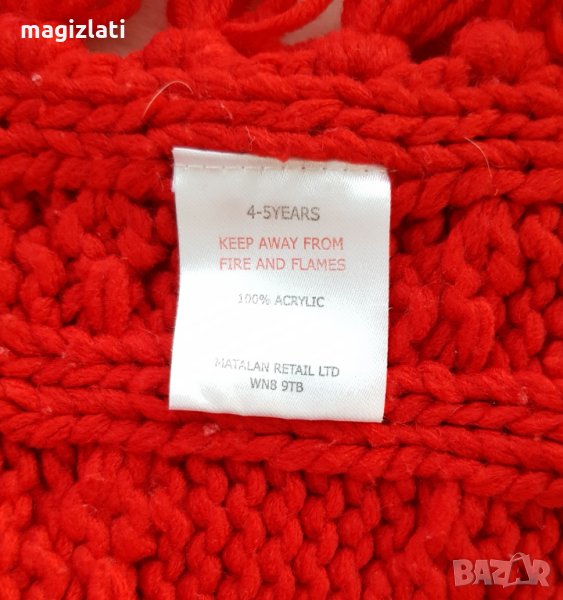 magizlati
4-5YEARS
KEEP AWAY FROM
FIRE AND FLAMES
100% ACRYLIC
MATALAN RETAIL LTD
WN8 9TB
BAZAR